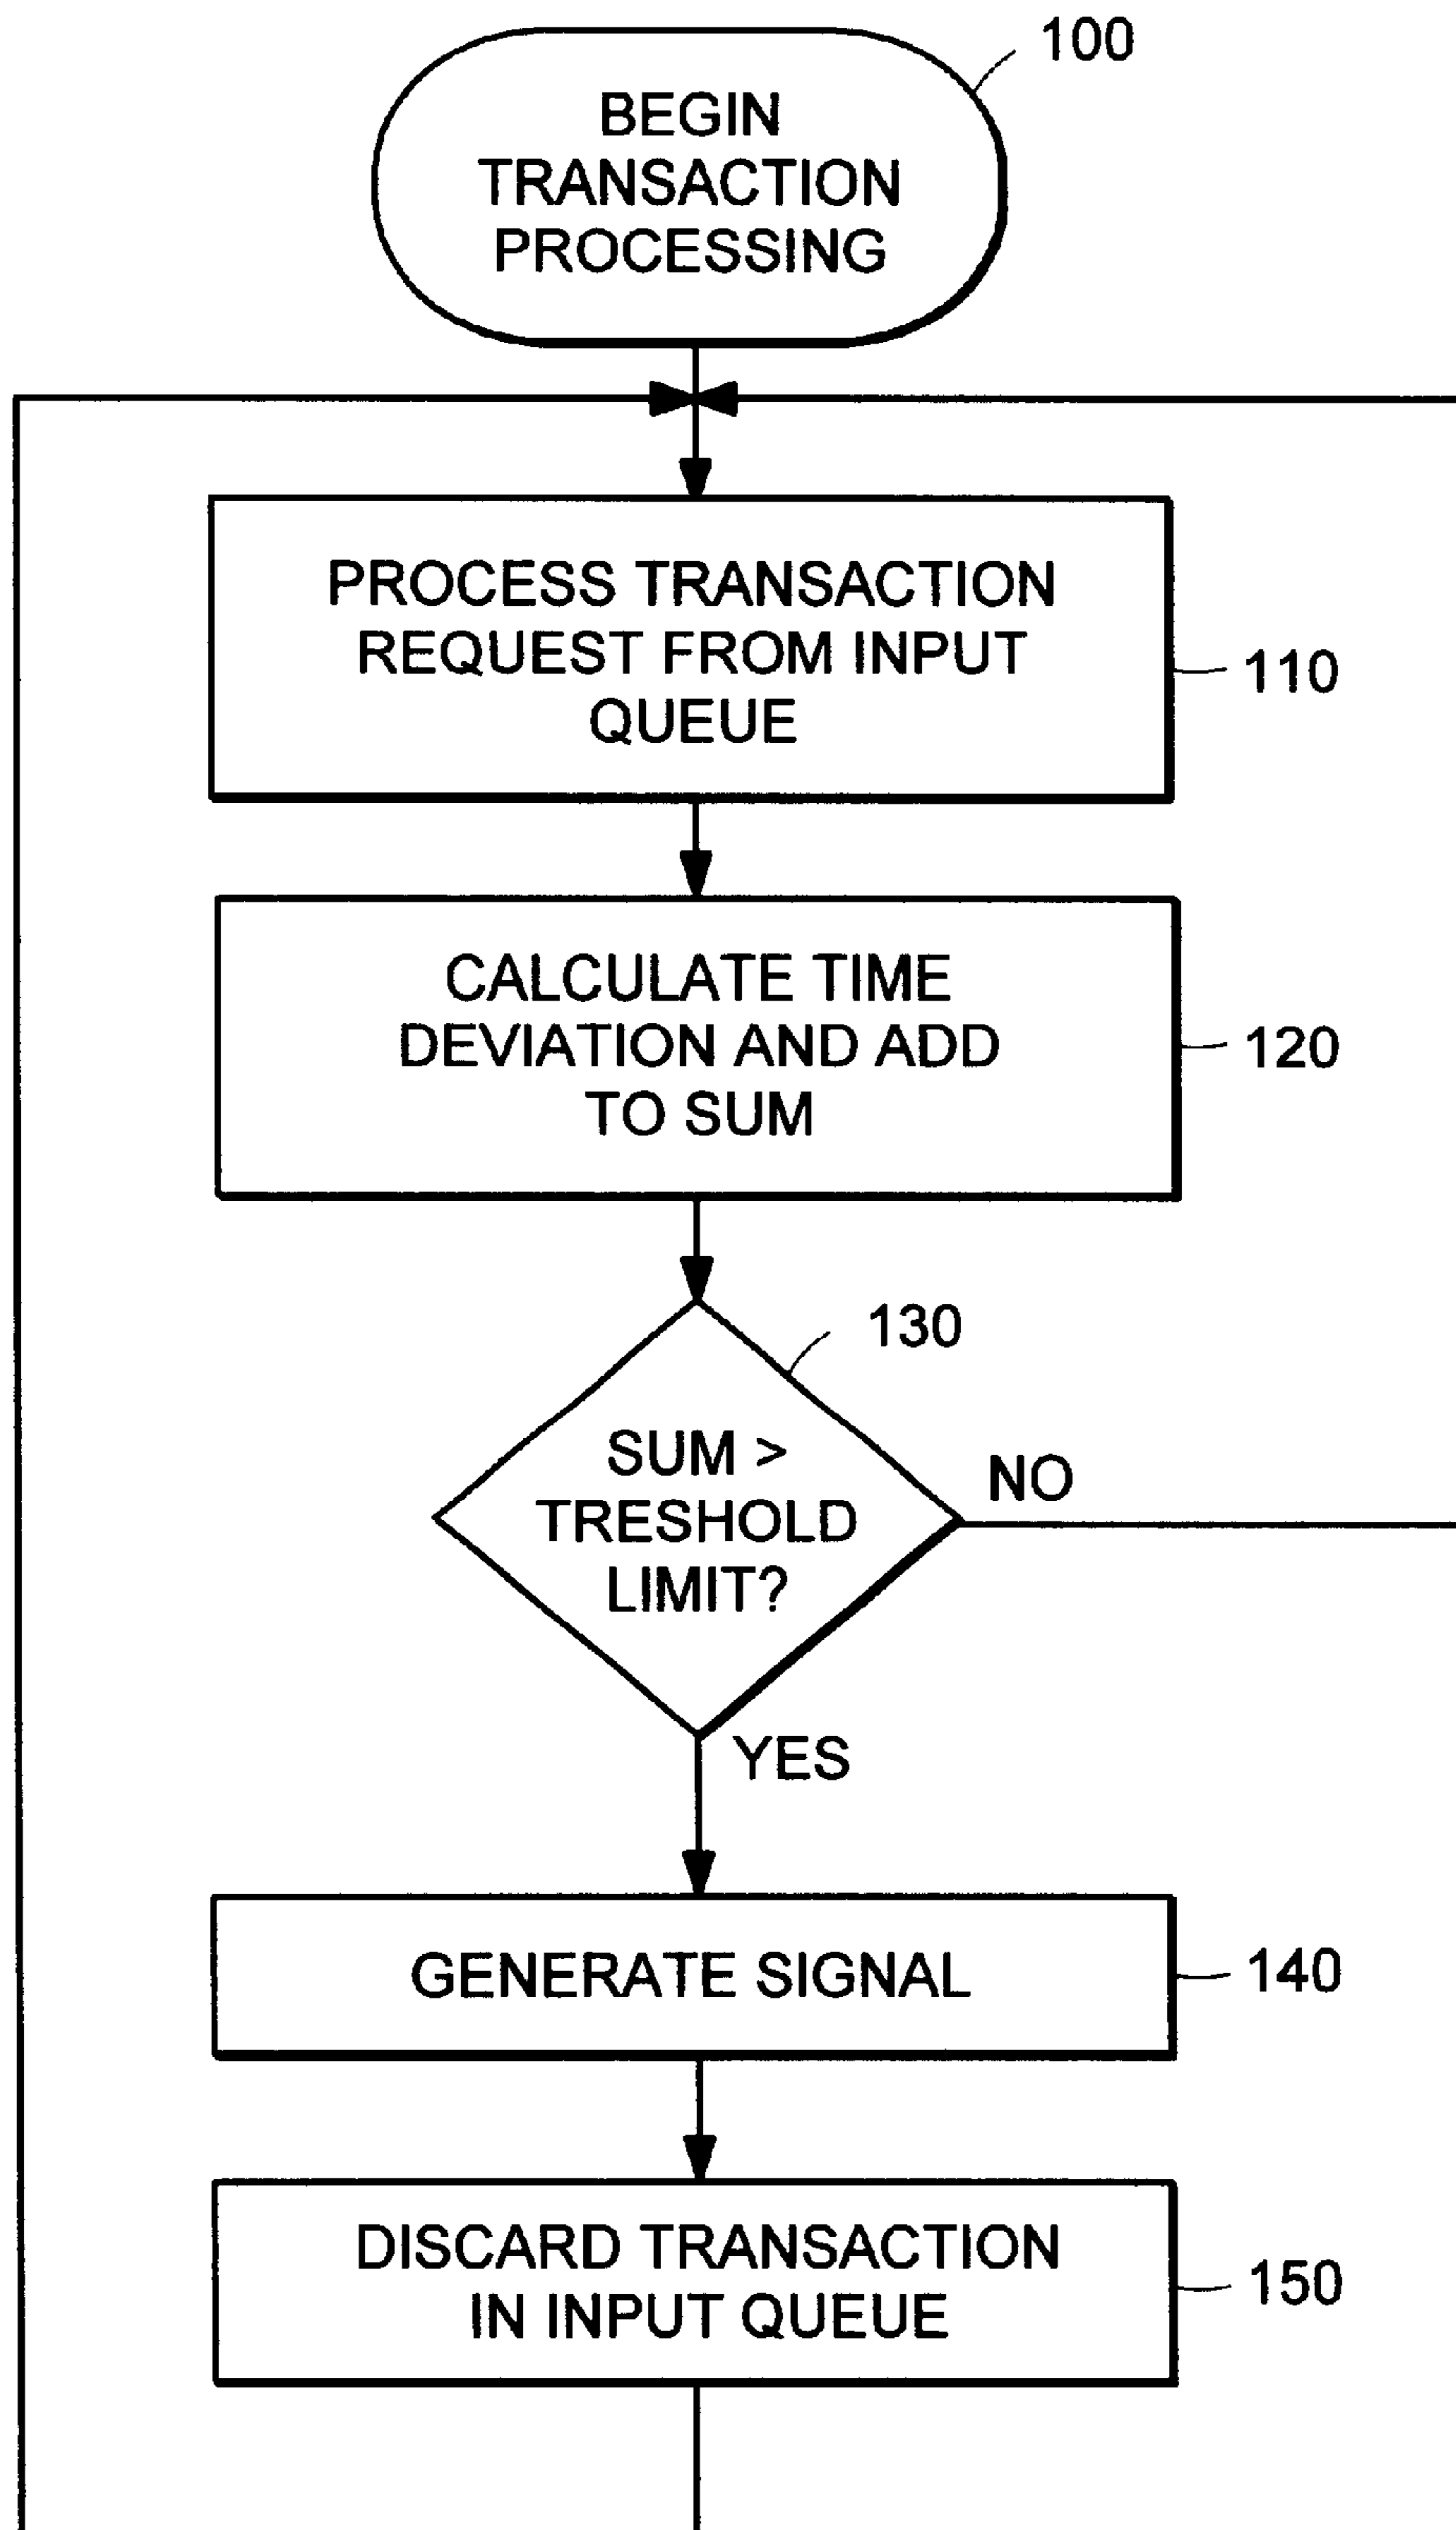 100
BEGIN
TRANSACTION
PROCESSING
PROCESS TRANSACTION
REQUEST FROM INPUT
QUEUE
110
CALCULATE TIME
DEVIATION AND ADD
TO SUM
120
130
SUM >
TRESHOLD
LIMIT?
NO
YES
GENERATE SIGNAL
140
DISCARD TRANSACTION
IN INPUT QUEUE
150